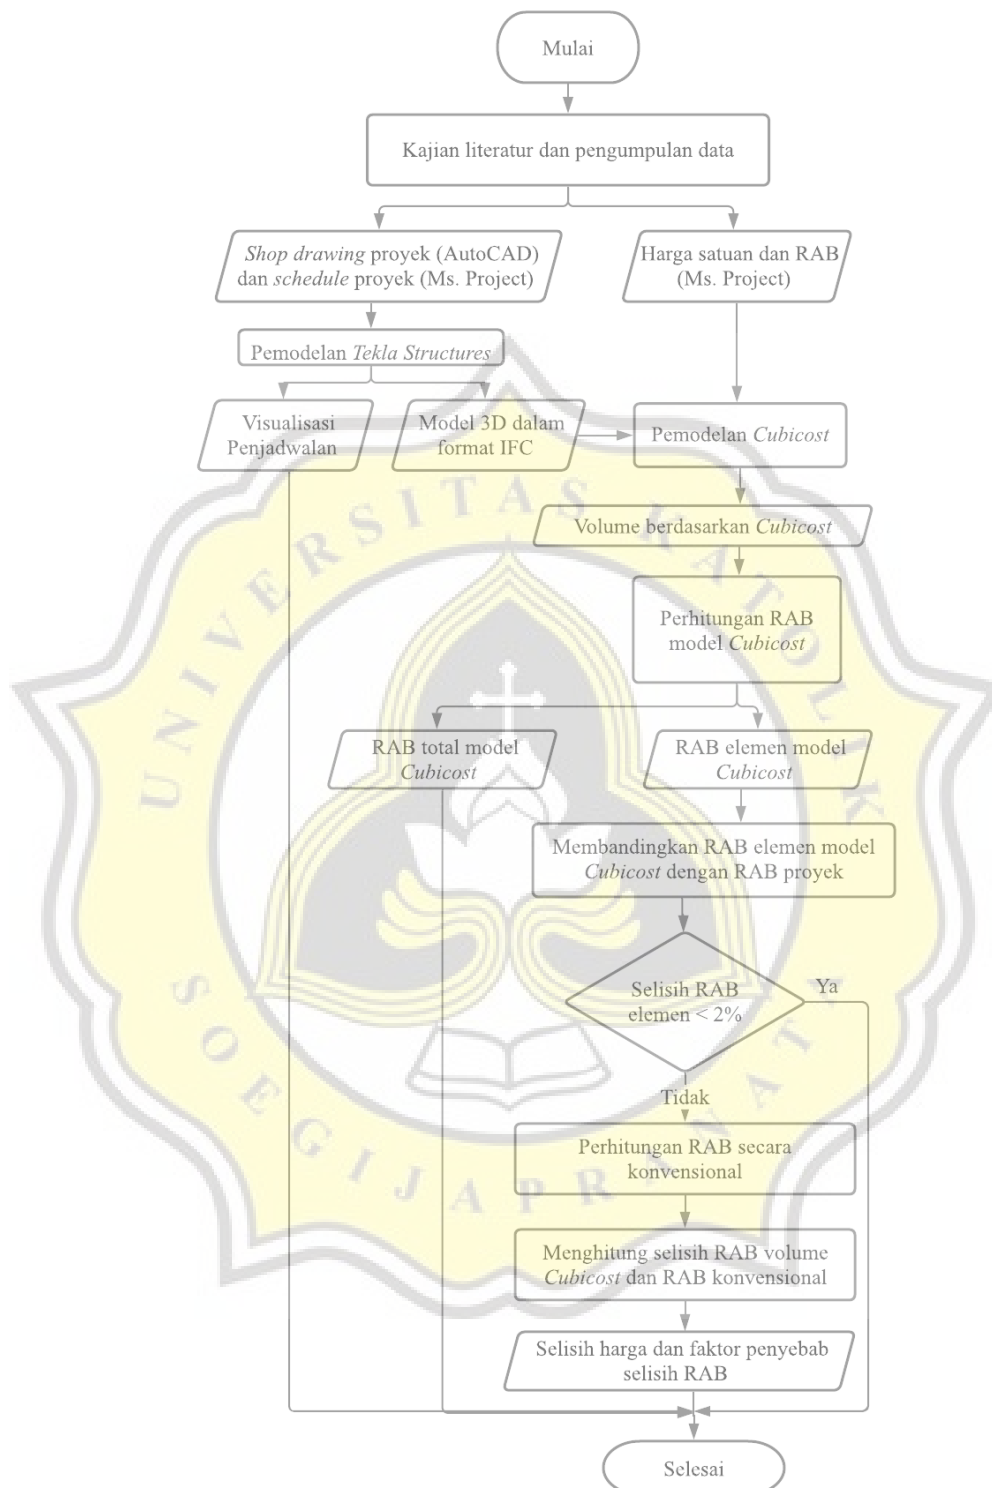 Mulai
Kajian literatur dan pengumpulan data
Shop drawing proyek (AutoCAD)
dan schedule proyek (Ms. Project)
Harga satuan dan RAB
(Ms. Project)
Pemodelan Tekla Structures
Visualisasi
Penjadwalan
Model 3D dalam
format IFC
Pemodelan Cubicost
Volume berdasarkan Cubicost
Perhitungan RAB
model Cubicost
RAB total model
Cubicost
RAB elemen model
Cubicost
Membandingkan RAB elemen model
Cubicost dengan RAB proyek
Selisih RAB
elemen < 2%
Ya
Tidak
Perhitungan RAB secara
konvensional
Menghitung selisih RAB volume
Cubicost dan RAB konvensional
Selisih harga dan faktor penyebab
selisih RAB
Selesai
UNIVERSITAS KATOLIK
SOEGIJAPRANATA